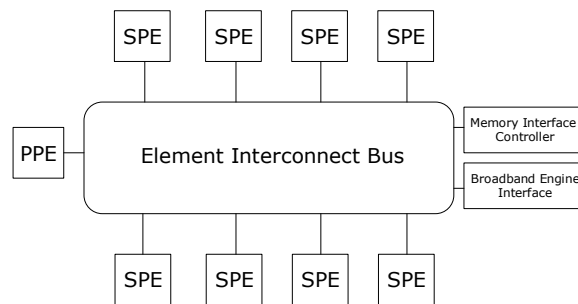 SPE
SPE
SPE
SPE
PPE
Element Interconnect Bus
Memory Interface
Controller
Broadband Engine
Interface
SPE
SPE
SPE
SPE